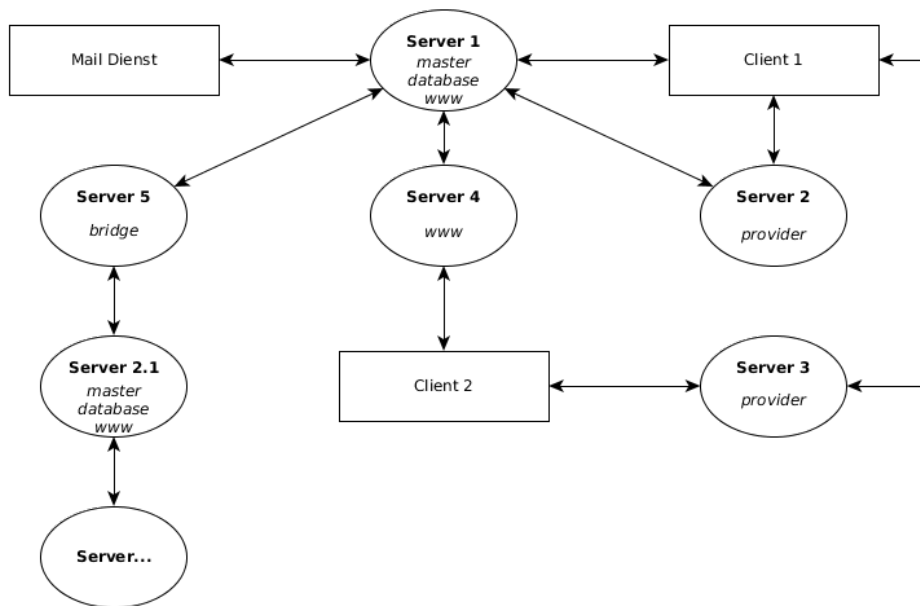 Mail Dienst
Server 1
master
database
www
Client 1
Server 5
bridge
Server 4
www
Server 2
provider
Server 2.1
master
database
www
Client 2
Server 3
provider
Server...